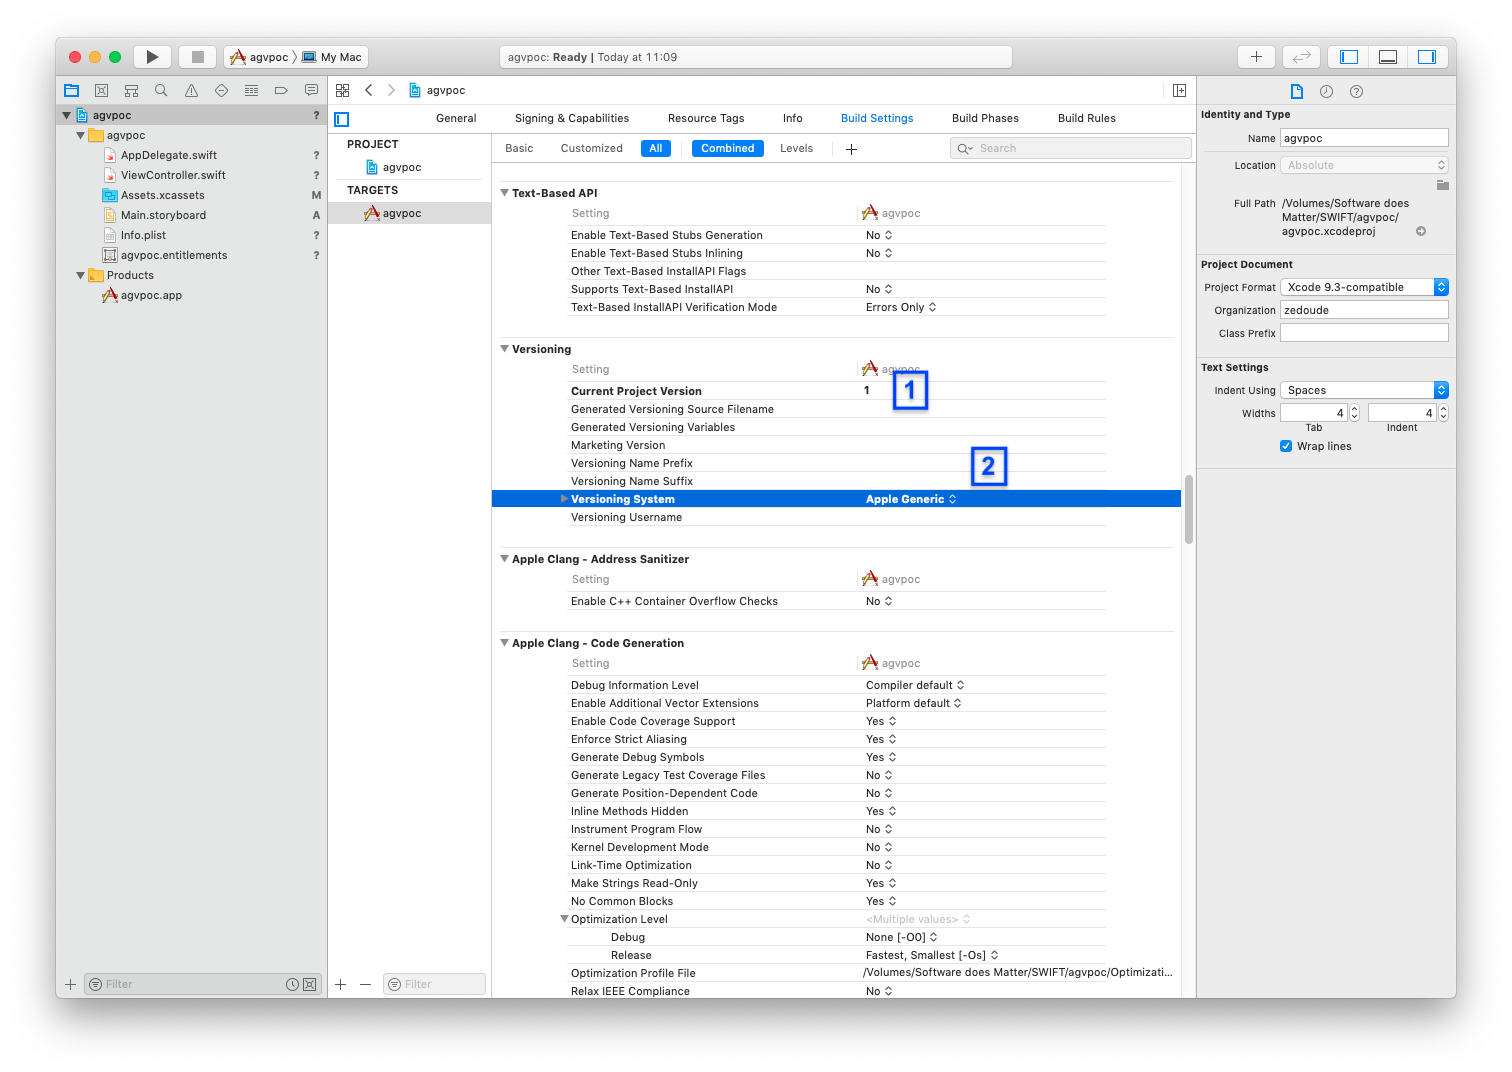 agvpoc
My Mac
agvpoc: Ready | Today at 11:09
agvpoc
agvpoc ?
agvpoc
AppDelegate.swift ?
ViewController.swift ?
Assets.xcassets M
Main.storyboard A
Info.plist ?
agvpoc.entitlements ?
Products
agvpoc.app
Filter
General Signing & Capabilities Resource Tags Info Build Settings Build Phases Build Rules
PROJECT
agvpoc
TARGETS
agvpoc
Filter
Basic Customized All Combined Levels
Search
Text-Based API
Setting agvpoc
Enable Text-Based Stubs Generation No
Enable Text-Based Stubs Inlining No
Other Text-Based InstallAPI Flags
Supports Text-Based InstallAPI No
Text-Based InstallAPI Verification Mode Errors Only
Versioning
Setting agvpoc
Current Project Version 1
1
Generated Versioning Source Filename
Generated Versioning Variables
Marketing Version
Versioning Name Prefix
2
Versioning Name Suffix
Versioning System Apple Generic
Versioning Username
Apple Clang - Address Sanitizer
Setting agvpoc
Enable C++ Container Overflow Checks No
Apple Clang - Code Generation
Setting agvpoc
Debug Information Level Compiler default
Enable Additional Vector Extensions Platform default
Enable Code Coverage Support Yes
Enforce Strict Aliasing Yes
Generate Debug Symbols Yes
Generate Legacy Test Coverage Files No
Generate Position-Dependent Code No
Inline Methods Hidden Yes
Instrument Program Flow No
Kernel Development Mode No
Link-Time Optimization No
Make Strings Read-Only Yes
No Common Blocks Yes
Optimization Level <Multiple values>
Debug None [-O0]
Release Fastest, Smallest [-Os]
Optimization Profile File /Volumes/Software does Matter/SWIFT/agvpoc/Optimizati...
Relax IEEE Compliance No
Identity and Type
Name agvpoc
Location Absolute
Full Path /Volumes/Software does
Matter/SWIFT/agvpoc/
agvpoc.xcodeproj
Project Document
Project Format Xcode 9.3-compatible
Organization zedoude
Class Prefix
Text Settings
Indent Using Spaces
Widths 4 4
Tab Indent
Wrap lines